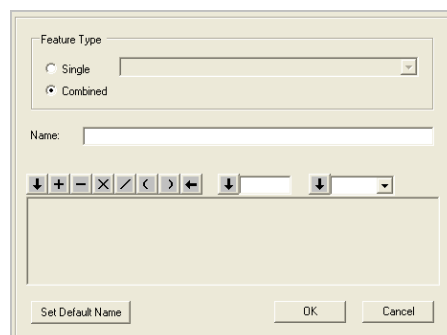 Feature Type
Single
Combined
Name:
Set Default Name
OK
Cancel